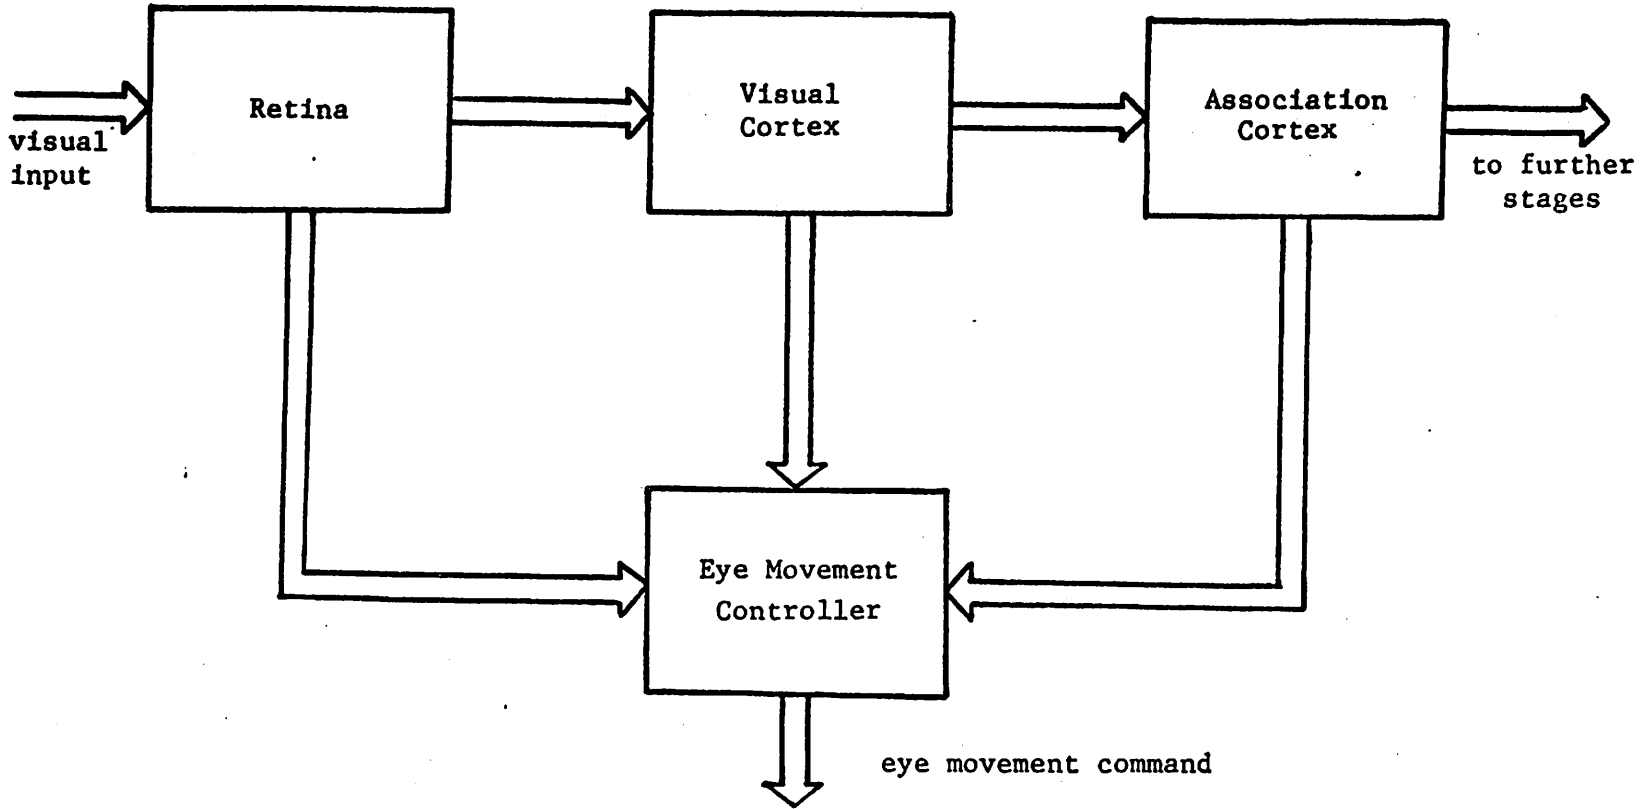 Retina
Visual
Cortex
Association
Cortex
visual
input
to further
stages
Eye Movement
Controller
eye movement command